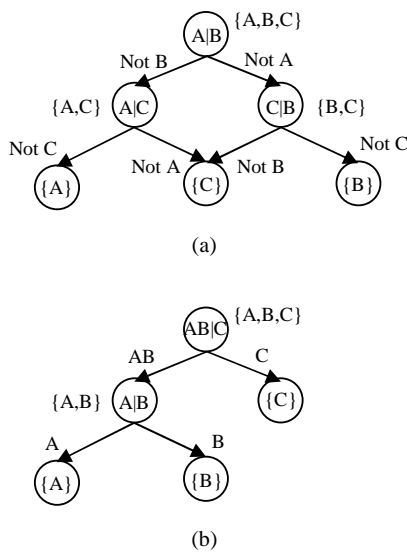 {A,B,C}
A|B
Not B
Not A
{A,C}
A|C
C|B
{B,C}
Not C
Not A
Not B
Not C
{A}
{C}
{B}
(a)
{A,B,C}
AB|C
AB
C
{A,B}
A|B
{C}
A
B
{A}
{B}
(b)